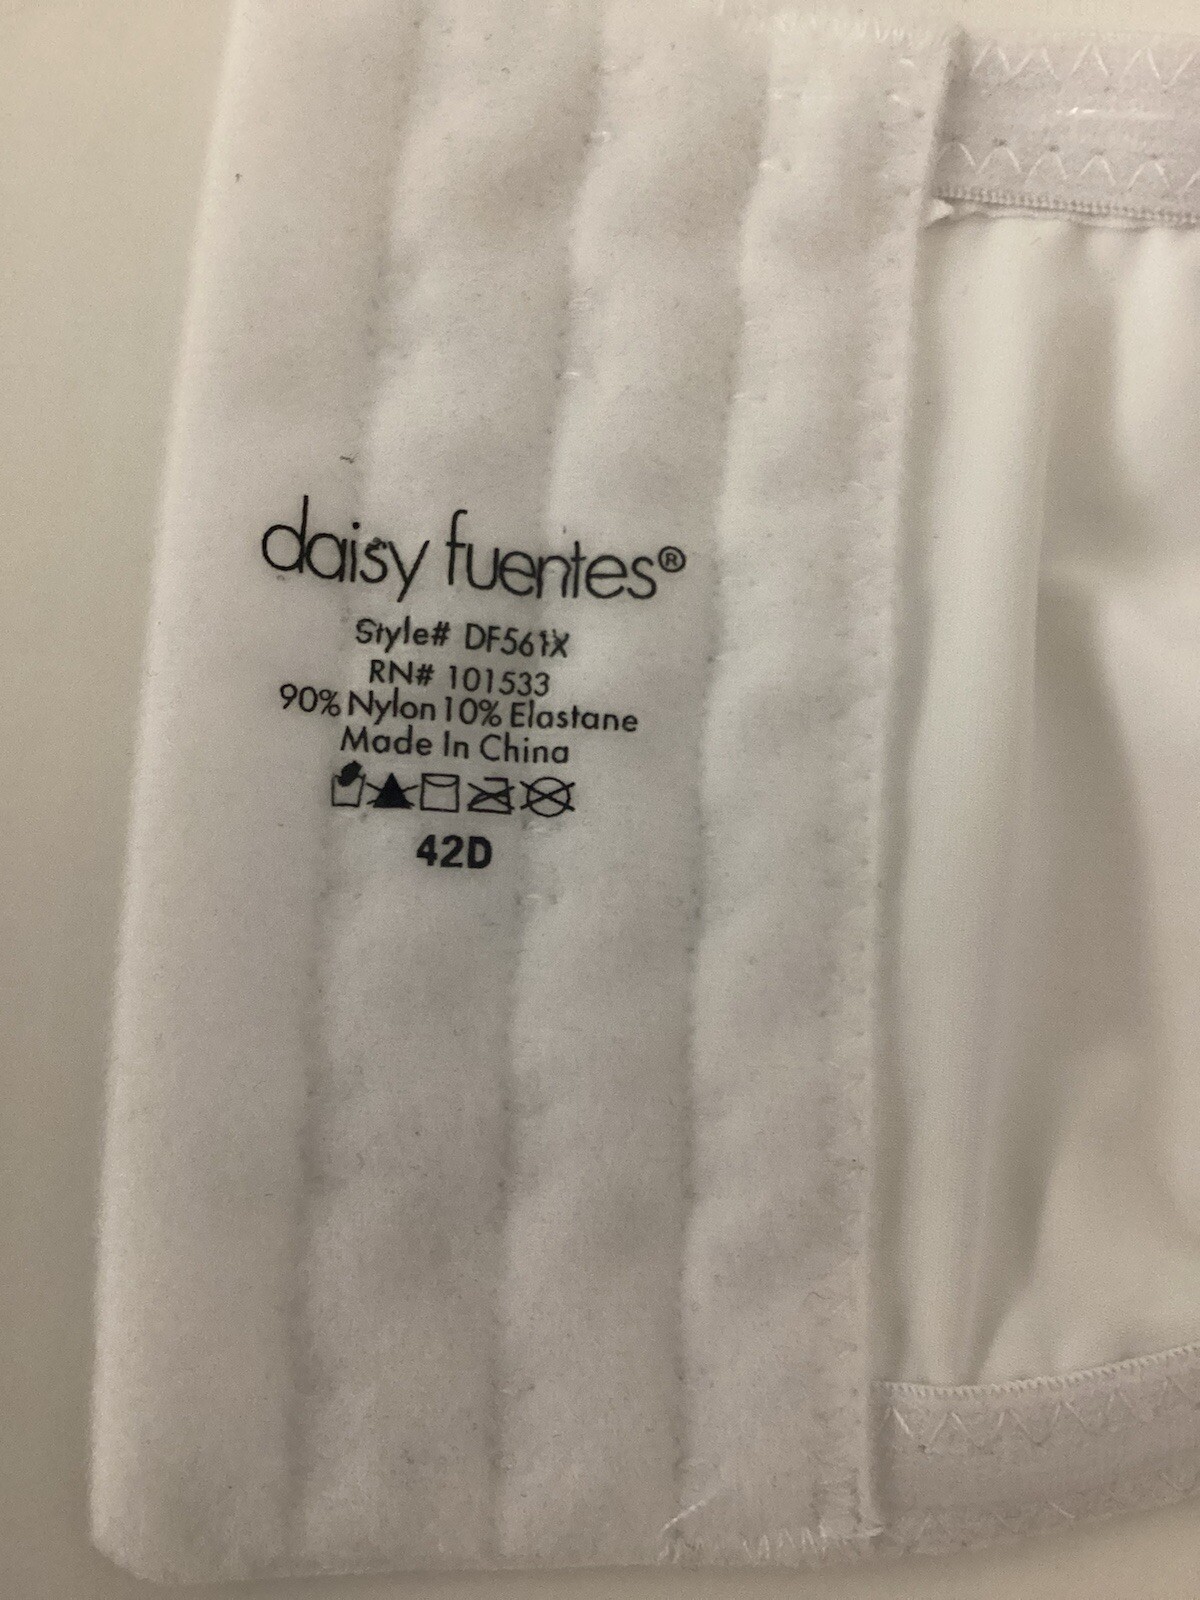 daisy fuentes®
Style# DF561X
RN# 101533
90% Nylon 10% Elastane
Made In China
42D